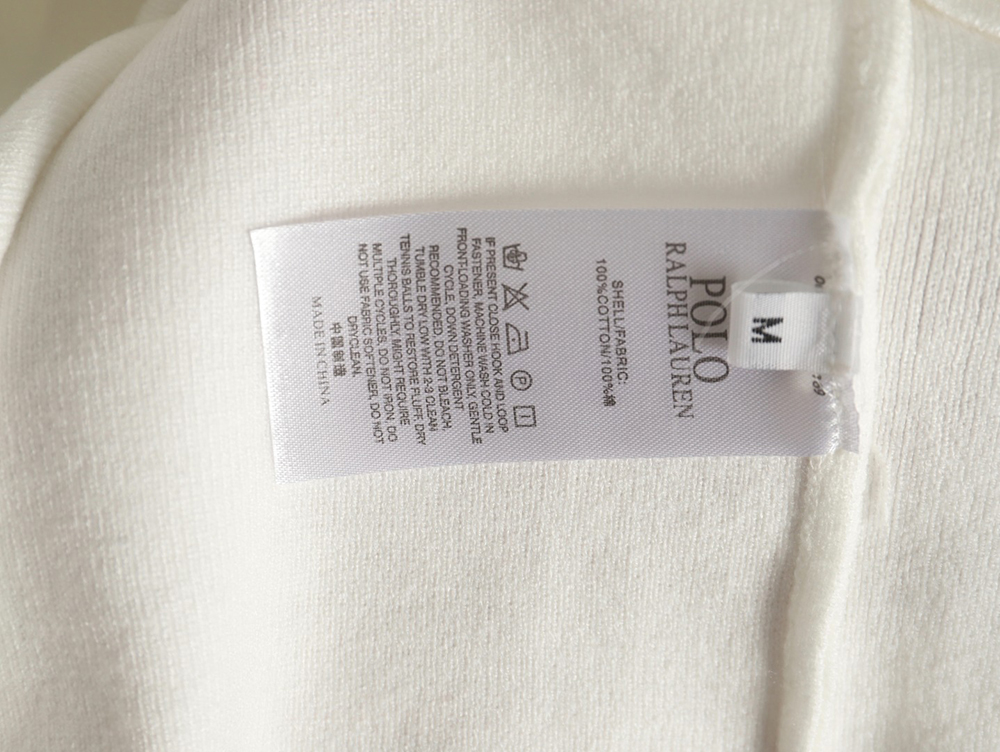 M
POLO
RALPH LAUREN
SHELL/FABRIC:
100%COTTON/100%棉
IF PRESENT CLOSE HOOK AND LOOP
FASTENER, MACHINE WASH COLD IN
FRONT-LOADING WASHER ONLY, GENTLE
CYCLE, DOWN DETERGENT
RECOMMENDED, DO NOT BLEACH,
TUMBLE DRY LOW WITH 2-3 CLEAN
TENNIS BALLS TO RESTORE FLUFF, DRY
THOROUGHLY, MIGHT REQUIRE
MULTIPLE CYCLES, DO NOT IRON, DO
NOT USE FABRIC SOFTENER, DO NOT
DRYCLEAN.
中国制造
MADE IN CHINA